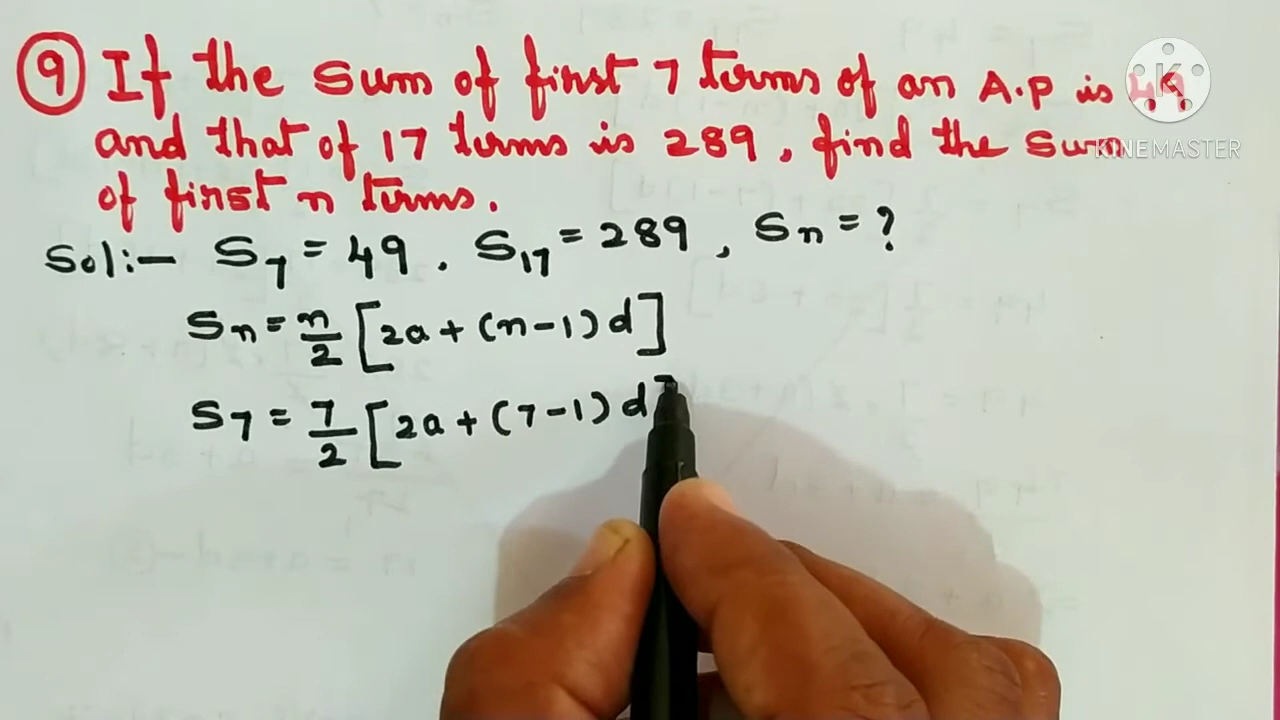 9 If the sum of first 7 terms of an A.P is 49
and that of 17 terms is 289, find the sum
of first n terms.
Sol:- S₇ = 49. S₁₇ = 289, Sn = ?
Sn = n/2 [2a + (n-1)d]
S₇ = 7/2 [2a + (7-1)d]
K
KINEMASTER